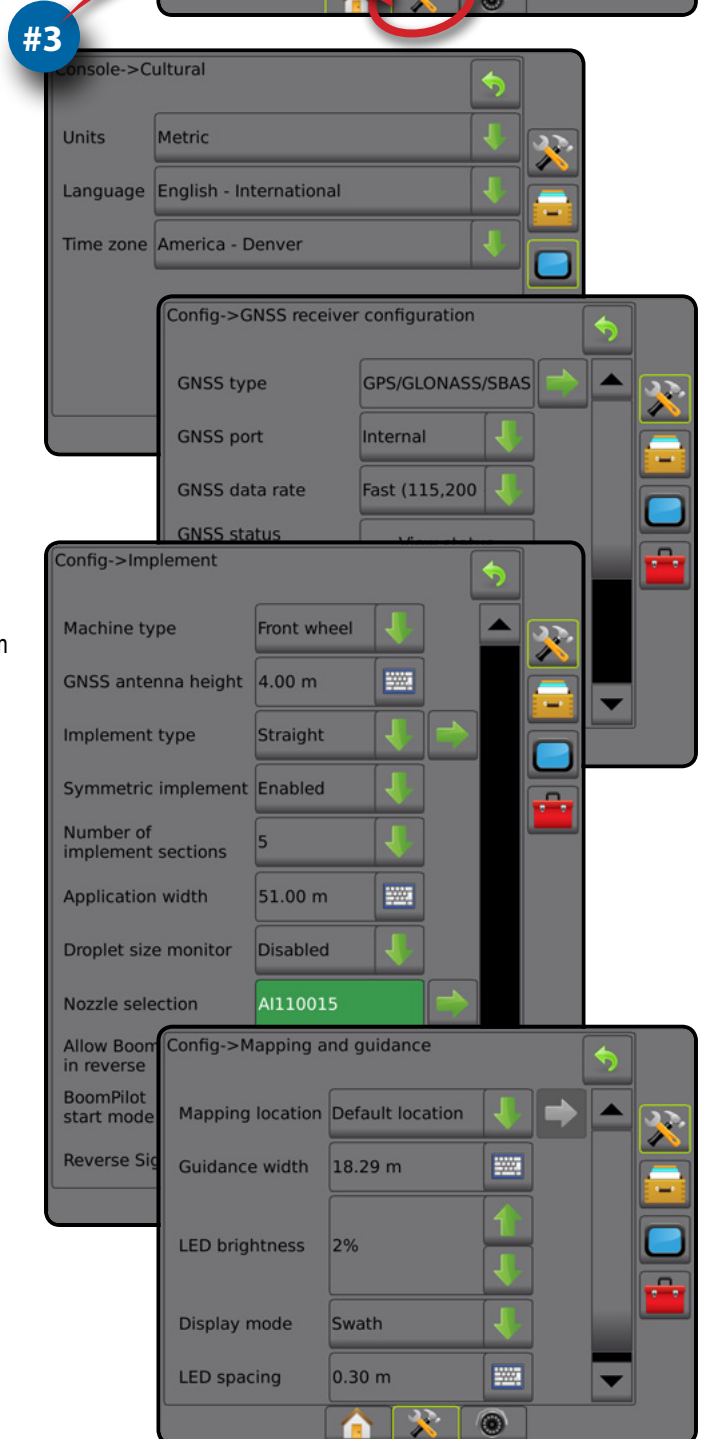 #3
Console->Cultural
Units Metric
Language English - International
Time zone America - Denver
Config->GNSS receiver configuration
GNSS type GPS/GLONASS/SBAS
GNSS port Internal
GNSS data rate Fast (115,200
GNSS status
Config->Implement
Machine type Front wheel
GNSS antenna height 4.00 m
Implement type Straight
Symmetric implement Enabled
Number of
implement sections 5
Application width 51.00 m
Droplet size monitor Disabled
Nozzle selection AI110015
Allow Boom
in reverse
BoomPilot
start mode
Reverse Sig
Config->Mapping and guidance
Mapping location Default location
Guidance width 18.29 m
LED brightness 2%
Display mode Swath
LED spacing 0.30 m